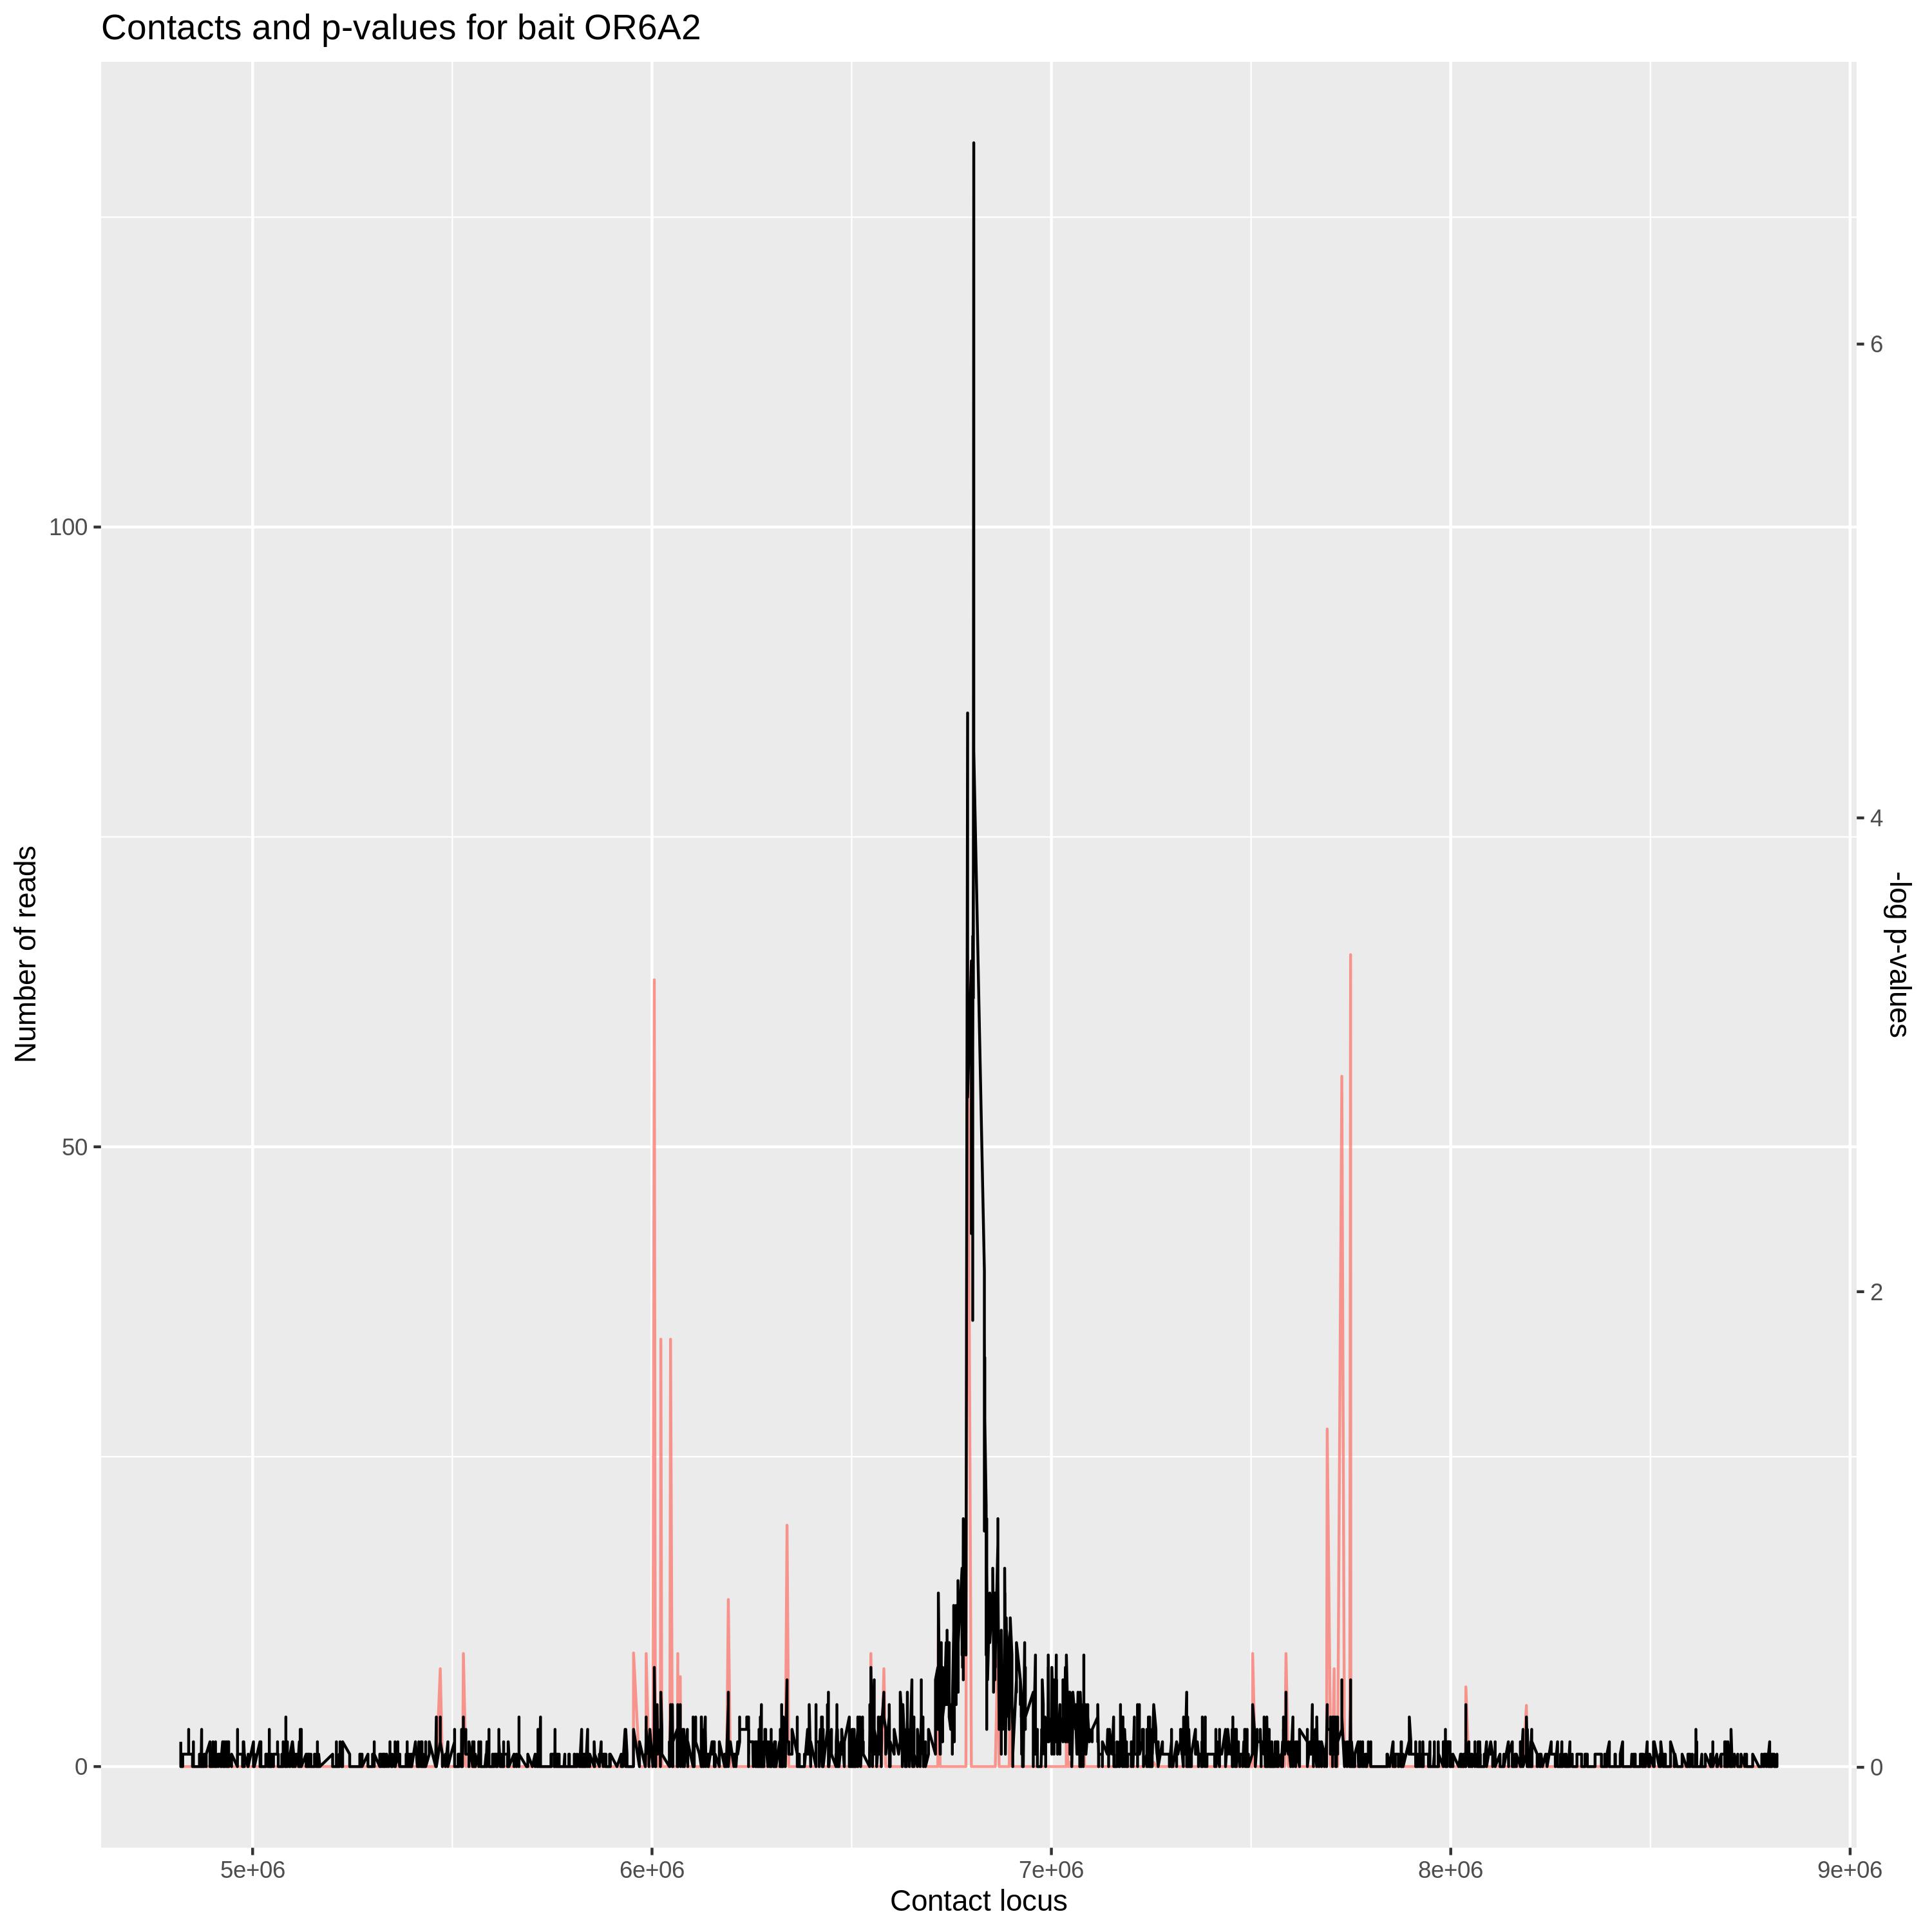 Contacts and p-values for bait OR6A2
Number of reads
100
50
0
6
4
2
0
-log p-values
5e+06
6e+06
7e+06
8e+06
9e+06
Contact locus